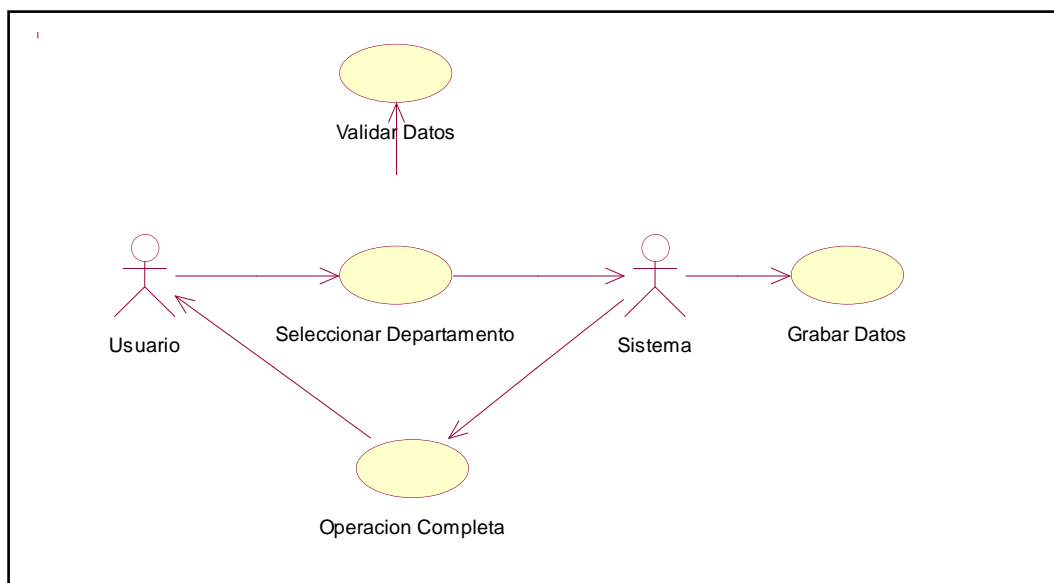 Validar Datos
Seleccionar Departamento
Grabar Datos
Usuario
Sistema
Operacion Completa